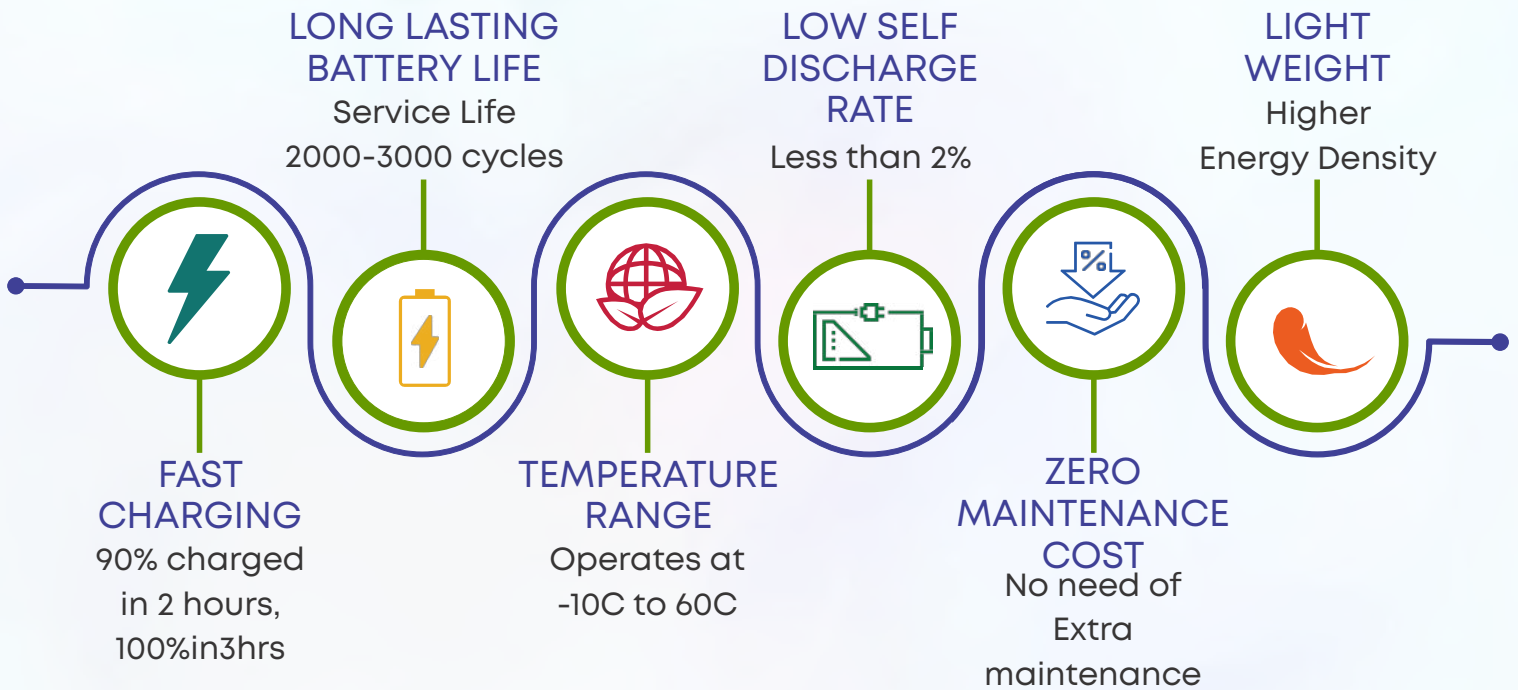 LONG LASTING
BATTERY LIFE
Service Life
2000-3000 cycles
LOW SELF
DISCHARGE
RATE
Less than 2%
LIGHT
WEIGHT
Higher
Energy Density
%
FAST
CHARGING
90% charged
in 2 hours,
100%in3hrs
TEMPERATURE
RANGE
Operates at
-10C to 60C
ZERO
MAINTENANCE
COST
No need of
Extra
maintenance